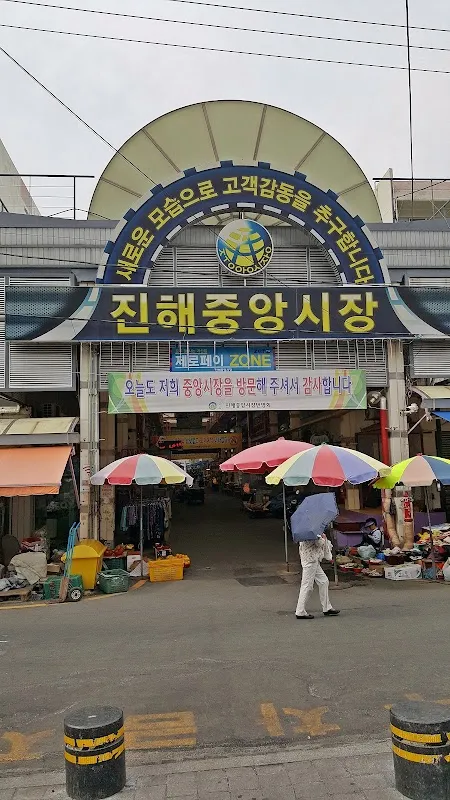 새로운 모습으로 고객감동을 추구합니다
진해중앙시장
제로페이 ZONE
오늘도 저희 중앙시장을 방문해 주셔서 감사합니다.